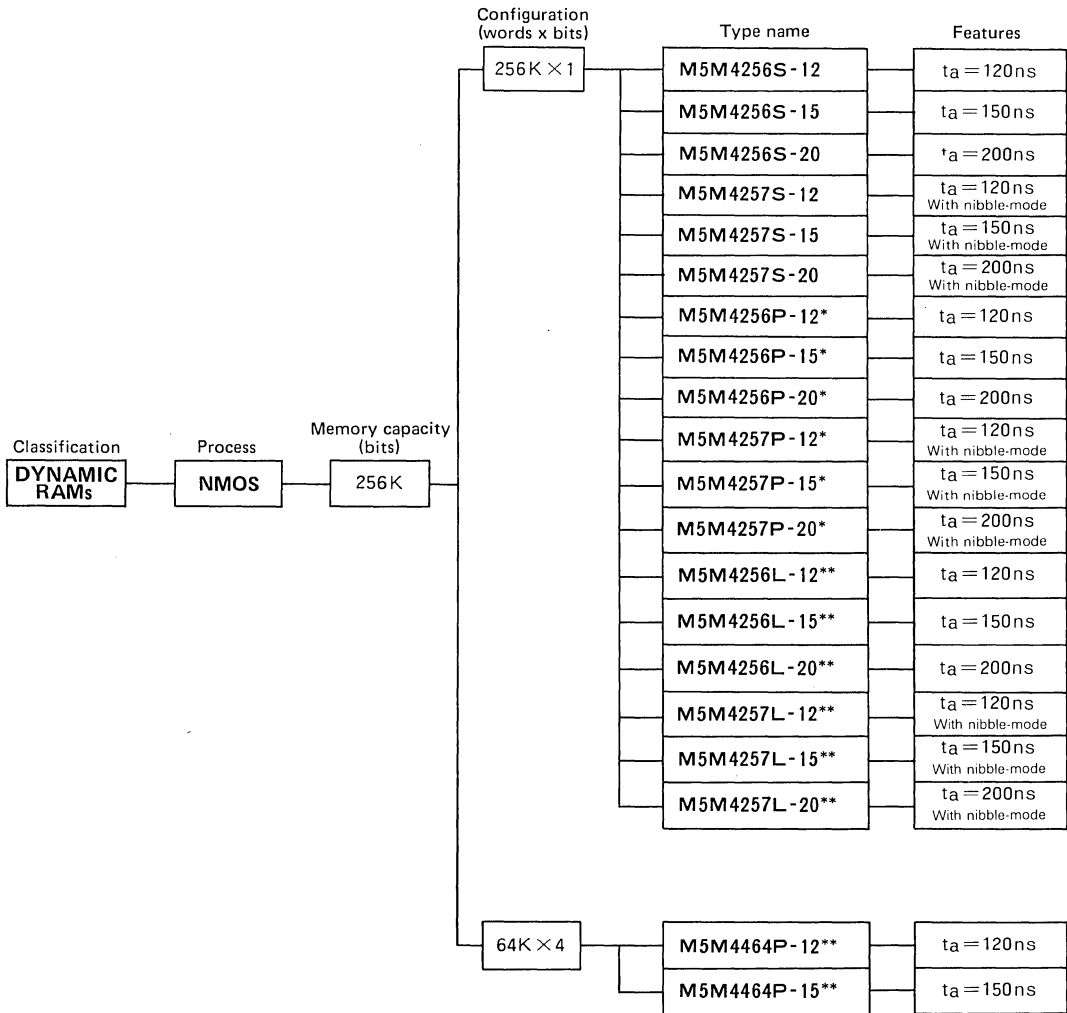 Configuration
(words x bits)
Type name
Features
256K × 1
M5M4256S-12
ta = 120ns
M5M4256S-15
ta = 150ns
M5M4256S-20
ta = 200ns
M5M4257S-12
ta = 120ns
With nibble-mode
M5M4257S-15
ta = 150ns
With nibble-mode
M5M4257S-20
ta = 200ns
With nibble-mode
M5M4256P-12*
ta = 120ns
M5M4256P-15*
ta = 150ns
M5M4256P-20*
ta = 200ns
M5M4257P-12*
ta = 120ns
With nibble-mode
M5M4257P-15*
ta = 150ns
With nibble-mode
M5M4257P-20*
ta = 200ns
With nibble-mode
M5M4256L-12**
ta = 120ns
M5M4256L-15**
ta = 150ns
M5M4256L-20**
ta = 200ns
M5M4257L-12**
ta = 120ns
With nibble-mode
M5M4257L-15**
ta = 150ns
With nibble-mode
M5M4257L-20**
ta = 200ns
With nibble-mode
Classification
DYNAMIC
RAMs
Process
NMOS
Memory capacity
(bits)
256K
64K × 4
M5M4464P-12**
ta = 120ns
M5M4464P-15**
ta = 150ns